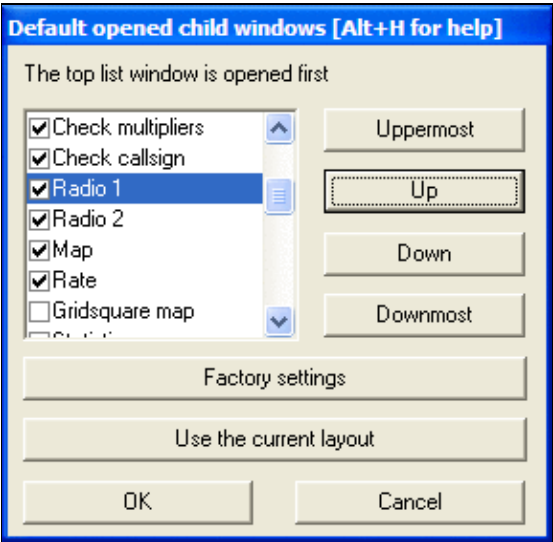 Default opened child windows [Alt+H for help]
The top list window is opened first
Check multipliers
Check callsign
Radio 1
Radio 2
Map
Rate
Gridsquare map
Uppermost
Up
Down
Downmost
Factory settings
Use the current layout
OK
Cancel